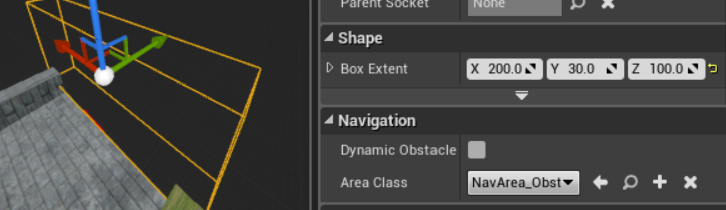 Parent Socket None
Shape
Box Extent X 200.0 Y 30.0 Z 100.0
Navigation
Dynamic Obstacle
Area Class NavArea_Obst